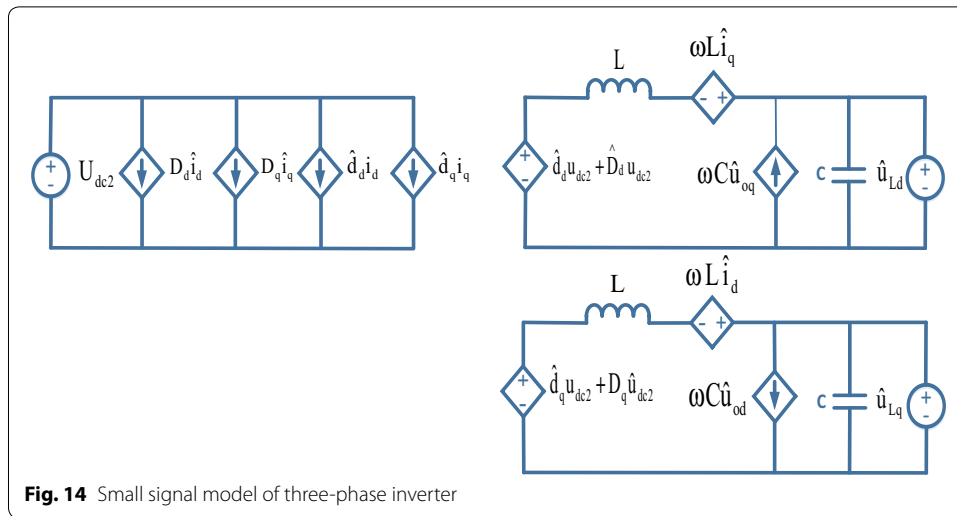 L
ωLî_q
+
-
U_dc2
D_d î_d
D_q î_q
d̂_d i_d
d̂_q i_q
+
-
d̂_d u_dc2 + D̂_d u_dc2
- +
ωCû_oq
C
û_Ld
+
-
L
ωLî_d
+
-
d̂_q u_dc2 + D_q û_dc2
- +
ωCû_od
C
û_Lq
+
-
Fig. 14 Small signal model of three-phase inverter